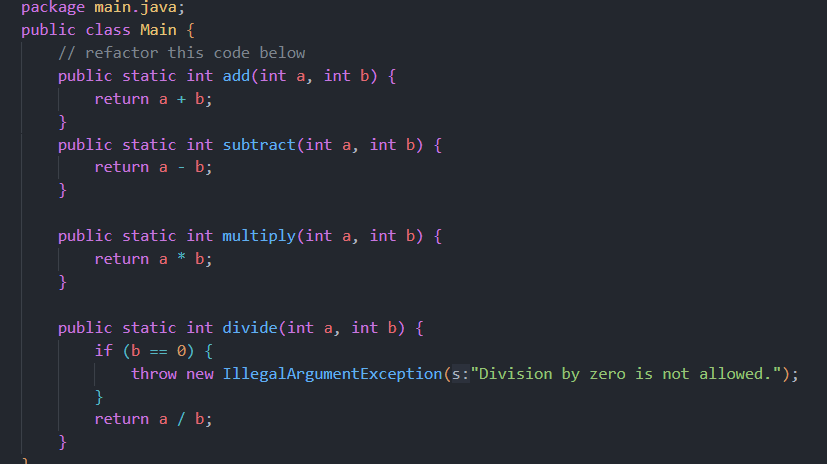 package main.java;
public class Main {
// refactor this code below
public static int add(int a, int b) {
return a + b;
}
public static int subtract(int a, int b) {
return a - b;
}
public static int multiply(int a, int b) {
return a * b;
}
public static int divide(int a, int b) {
if (b == 0) {
throw new IllegalArgumentException(s:"Division by zero is not allowed.");
}
return a / b;
}
}